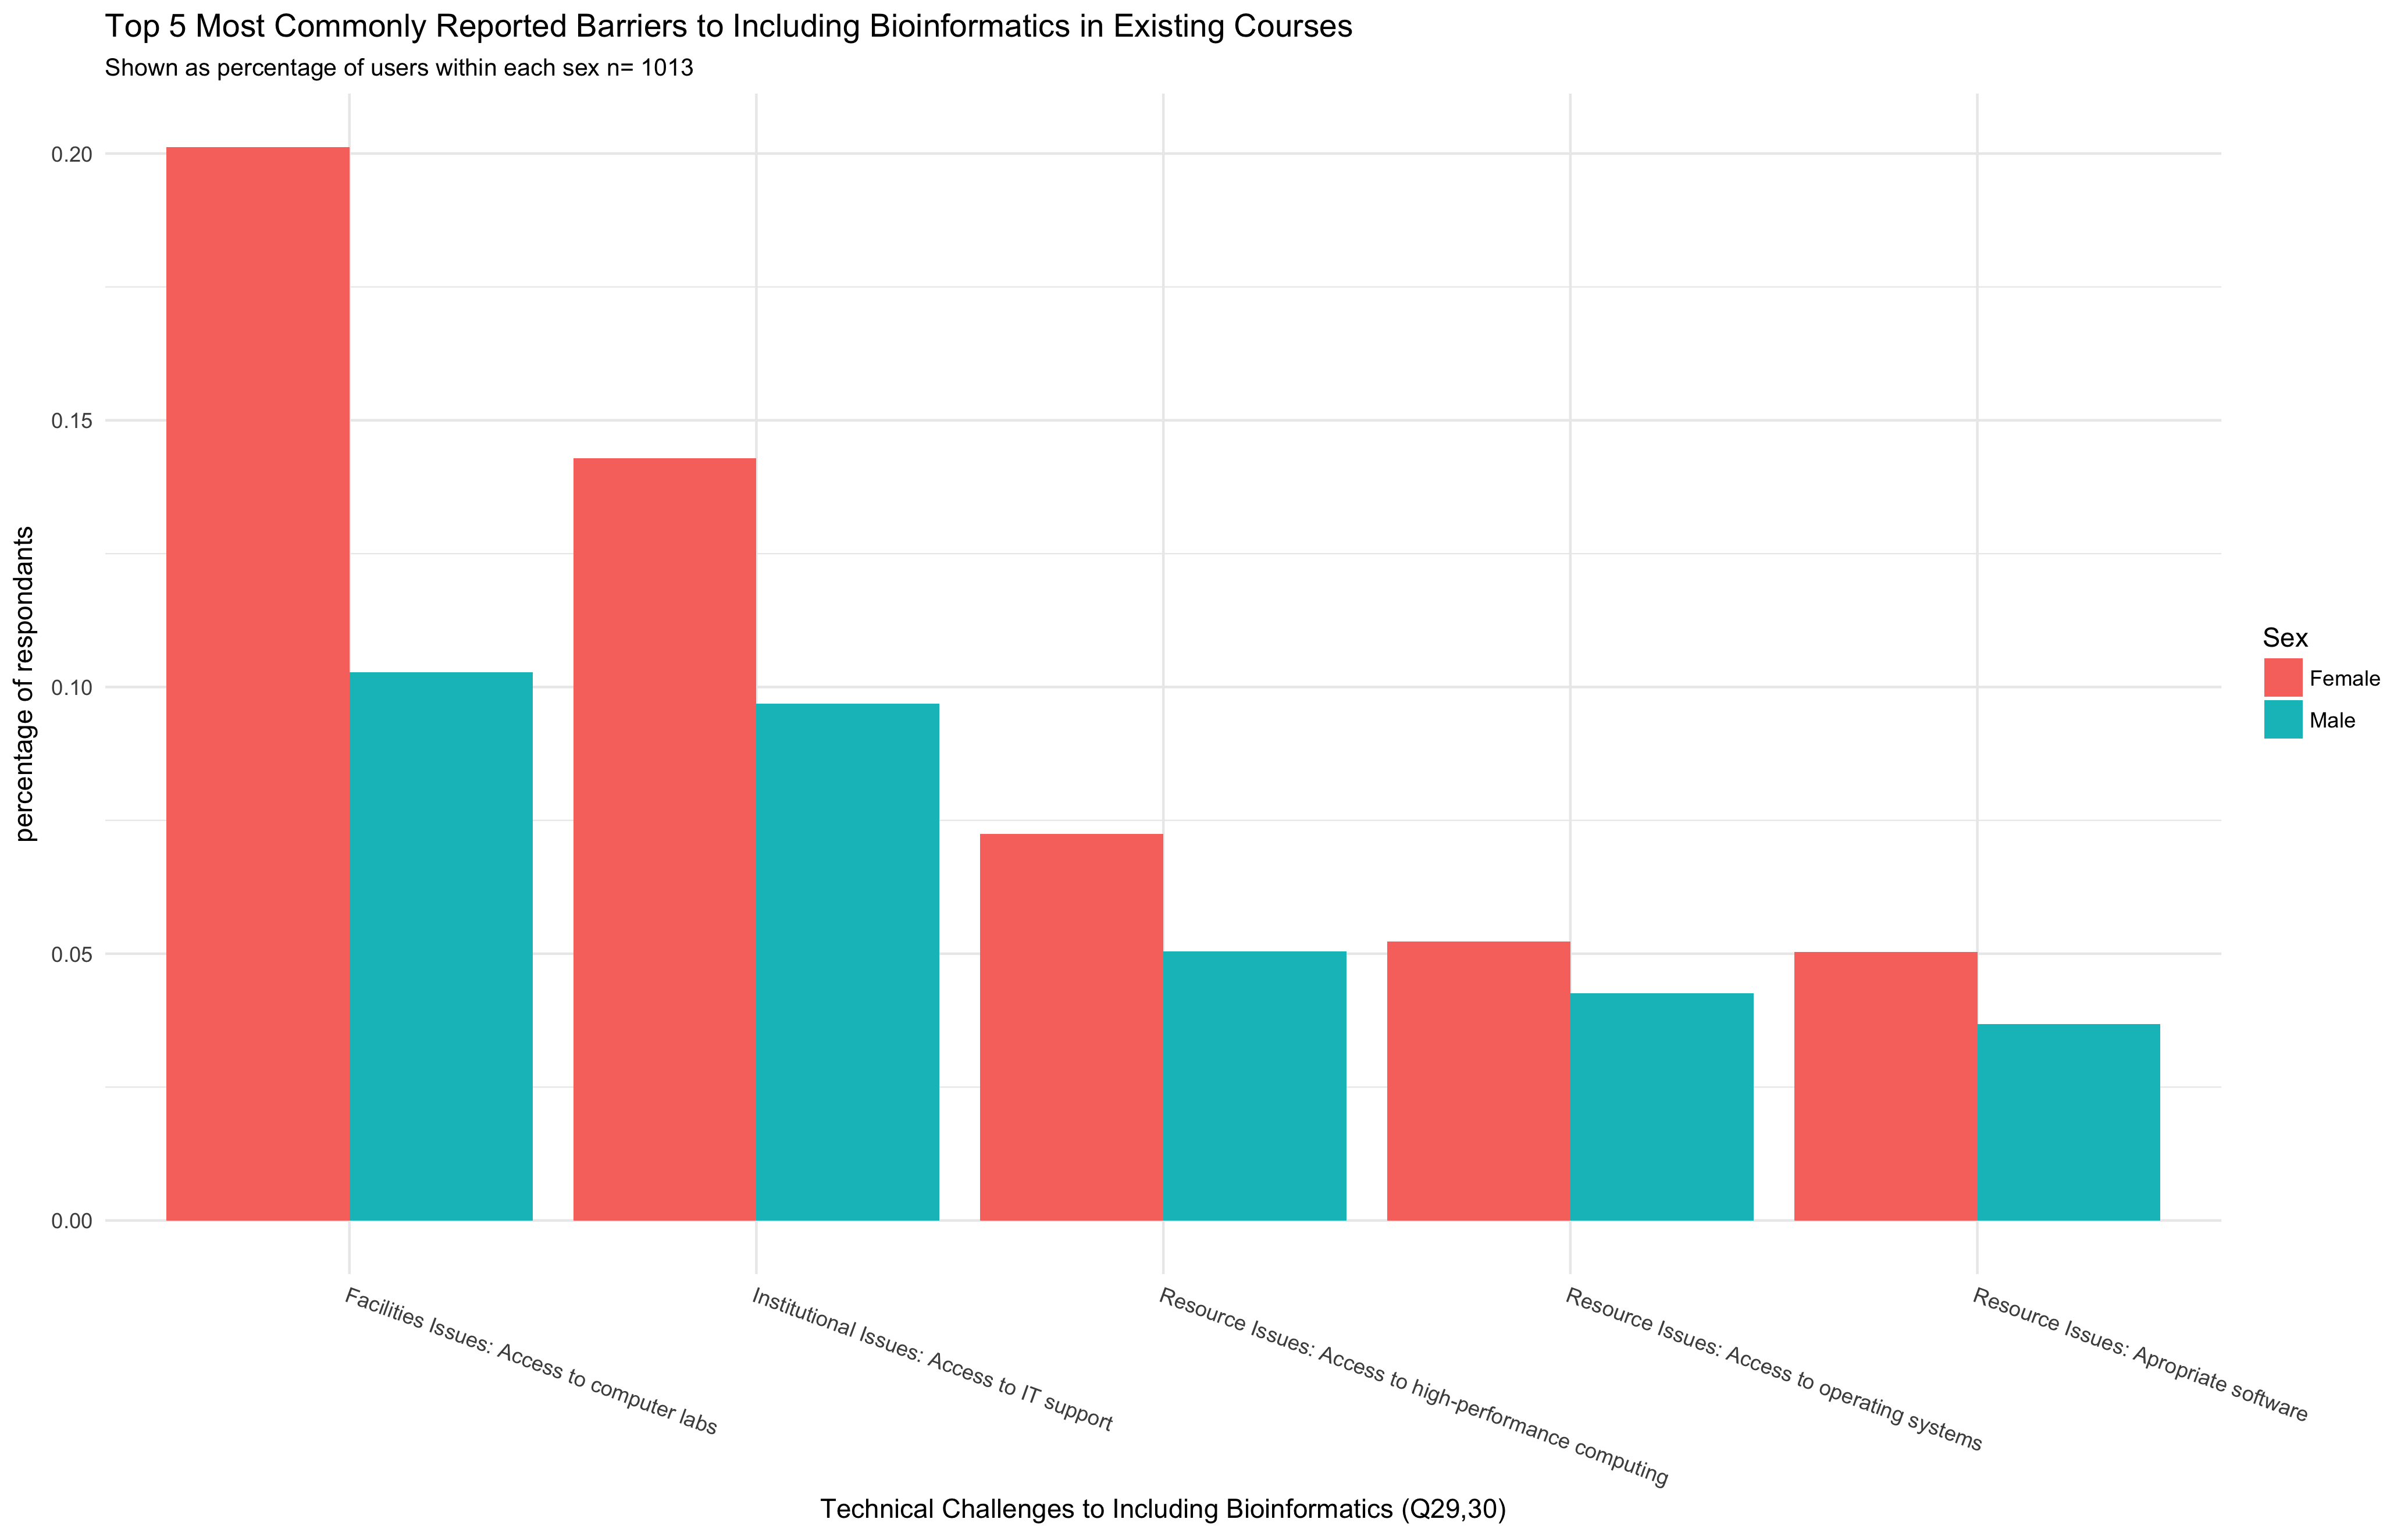 Top 5 Most Commonly Reported Barriers to Including Bioinformatics in Existing Courses
Shown as percentage of users within each sex n= 1013
percentage of respondants
0.20
0.15
0.10
0.05
0.00
Facilities Issues: Access to computer labs
Institutional Issues: Access to IT support
Resource Issues: Access to high-performance computing
Resource Issues: Access to operating systems
Resource Issues: Apropriate software
Technical Challenges to Including Bioinformatics (Q29,30)
Sex
Female
Male